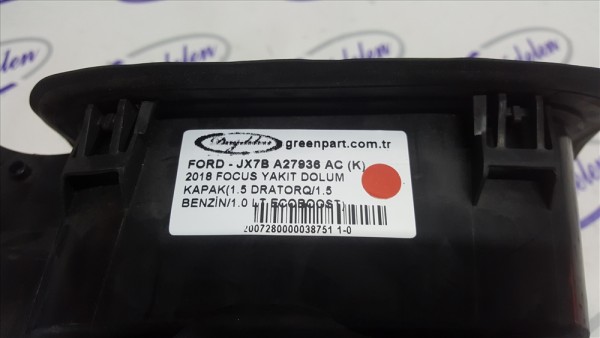 greenpart.com.tr
FORD - JX7B A27936 AC (K)
2018 FOCUS YAKIT DOLUM
KAPAK(1.5 DRATORQ/1.5
BENZİN/1.0 LT ECOBOOST)
2007280000038751 1-0